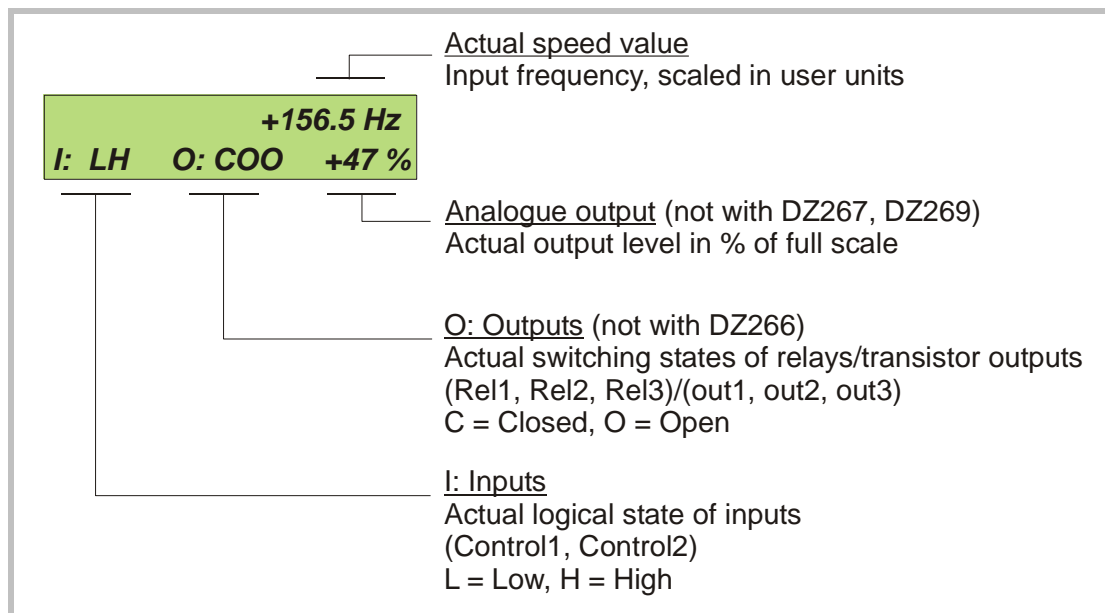 Actual speed value
Input frequency, scaled in user units
+156.5 Hz
I: LH O: COO +47 %
Analogue output (not with DZ267, DZ269)
Actual output level in % of full scale
O: Outputs (not with DZ266)
Actual switching states of relays/transistor outputs
(Rel1, Rel2, Rel3)/(out1, out2, out3)
C = Closed, O = Open
I: Inputs
Actual logical state of inputs
(Control1, Control2)
L = Low, H = High